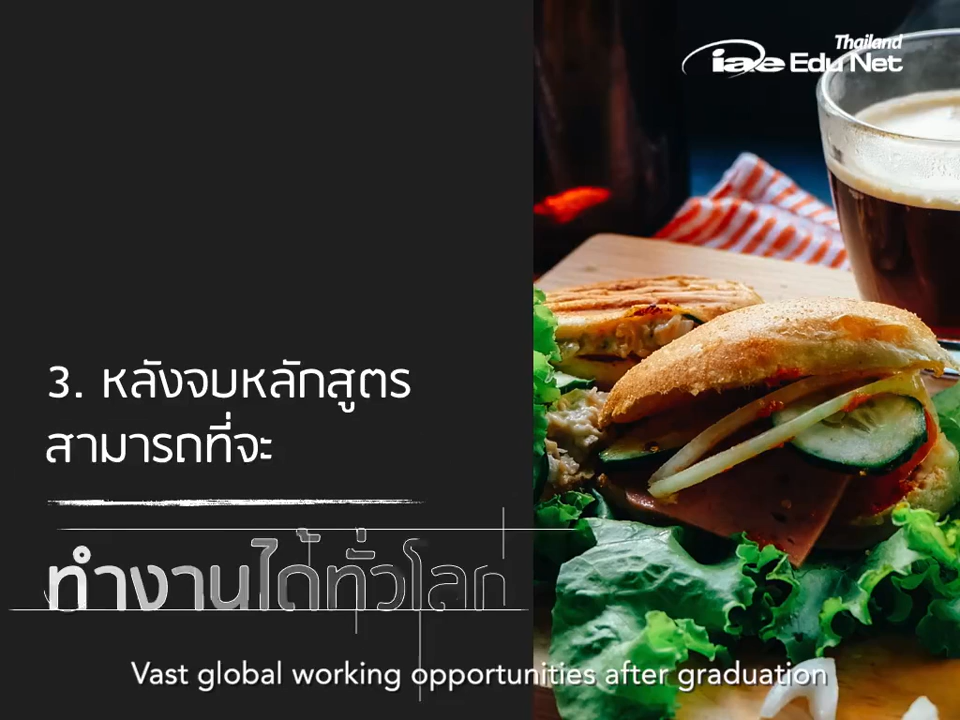 Thailand
iae Edu Net
3. หลังจบหลักสูตร
สามารถที่จะ
ทำงานได้ทั่วโลก
Vast global working opportunities after graduation